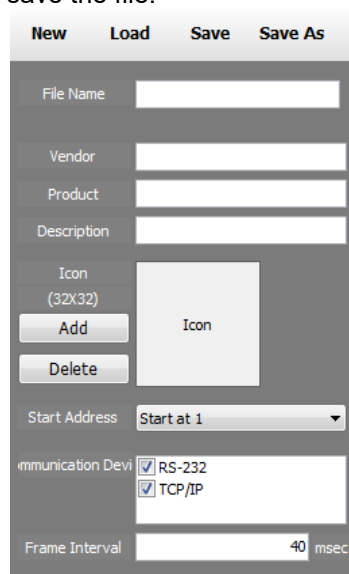 save the file.
New Load Save Save As
File Name
Vendor
Product
Description
Icon
(32X32)
Add
Icon
Delete
Start Address Start at 1
mmunication Devi RS-232
TCP/IP
Frame Interval 40 msec